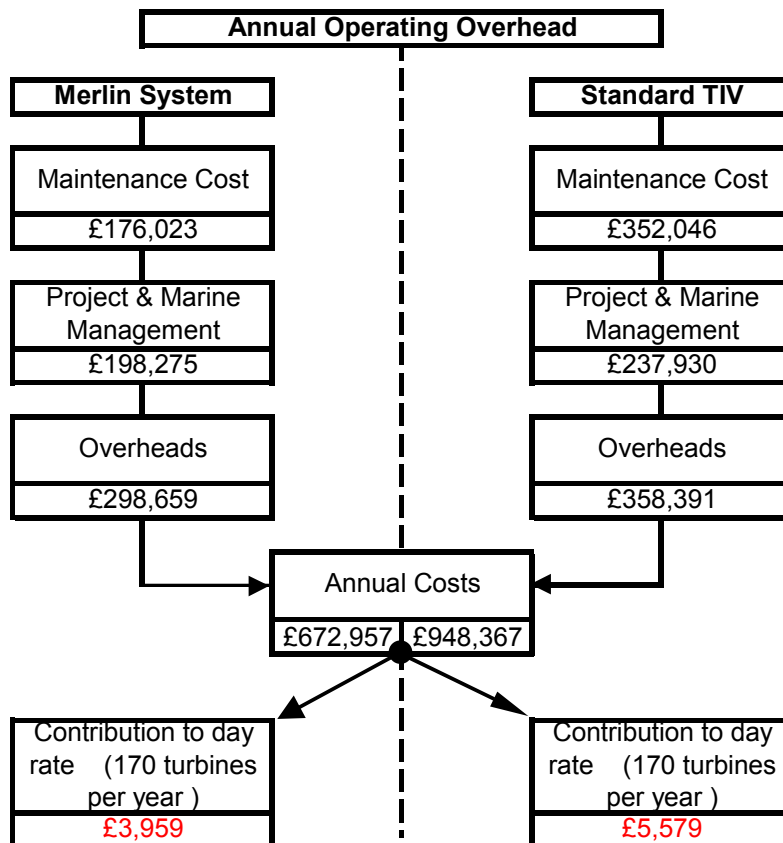 Annual Operating Overhead
Merlin System
Standard TIV
Maintenance Cost
£176,023
Maintenance Cost
£352,046
Project & Marine
Management
£198,275
Project & Marine
Management
£237,930
Overheads
£298,659
Overheads
£358,391
Annual Costs
£672,957 £948,367
Contribution to day
rate (170 turbines
per year )
£3,959
Contribution to day
rate (170 turbines
per year )
£5,579